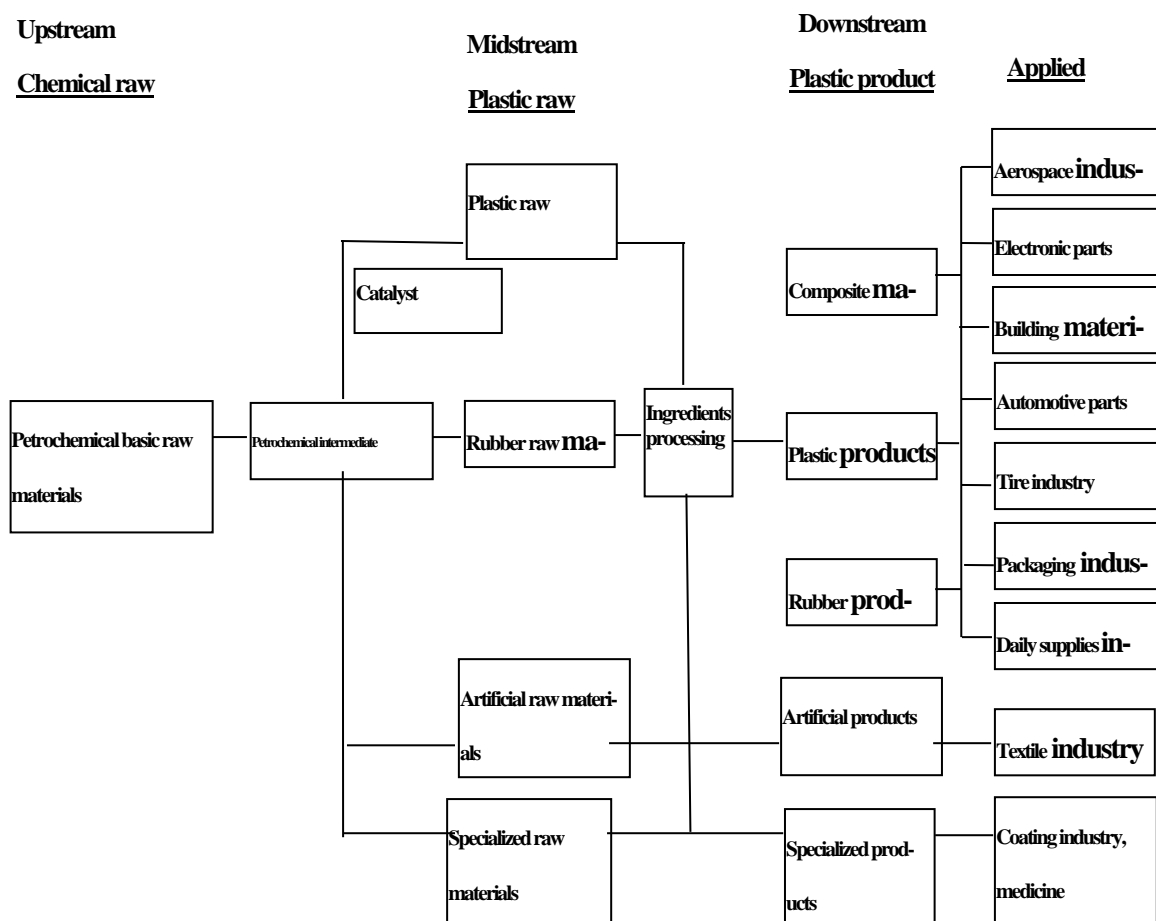 Upstream
Chemical raw
Midstream
Plastic raw
Downstream
Plastic product
Applied
Plastic raw
Catalyst
Petrochemical basic raw
materials
Petrochemical intermediate
Rubber raw ma-
Ingredients
processing
Artificial raw materi-
als
Specialized raw
materials
Composite ma-
Plastic products
Rubber prod-
Artificial products
Specialized prod-
ucts
Aerospace indus-
Electronic parts
Building materi-
Automotive parts
Tire industry
Packaging indus-
Daily supplies in-
Textile industry
Coating industry,
medicine